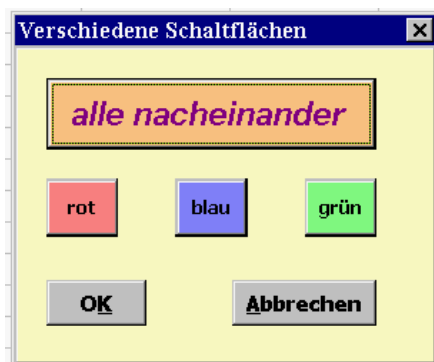 Verschiedene Schaltflächen
alle nacheinander
rot blau grün
OK Abbrechen